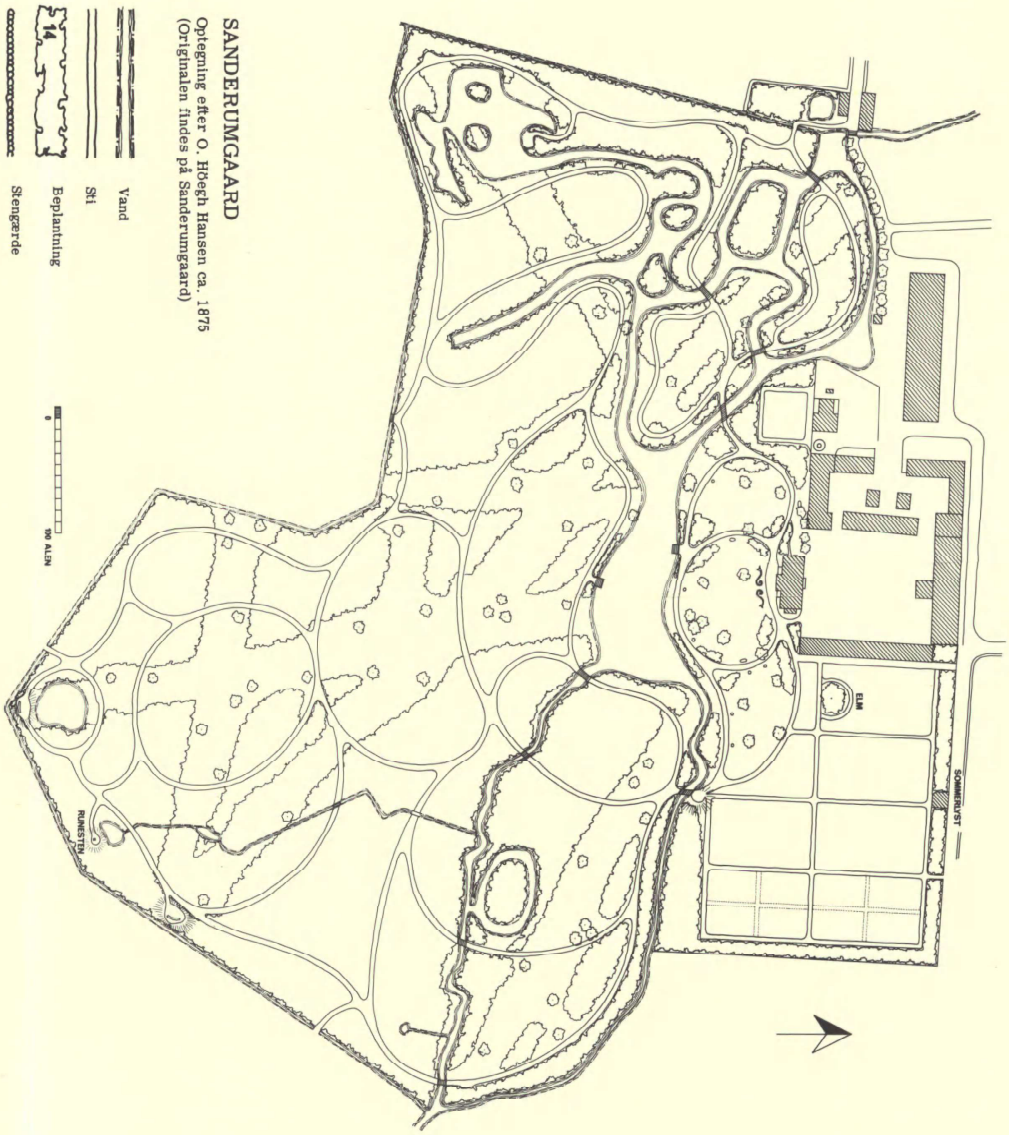 SANDERUMGAARD
Optegning efter O. Höegh Hansen ca. 1875
(Originalen findes på Sanderumgaard)
Vand
Sti
14
Beplantning
Stengærde
0
190 ALEN
ELM
SOMMERLYST
RUNESTEN